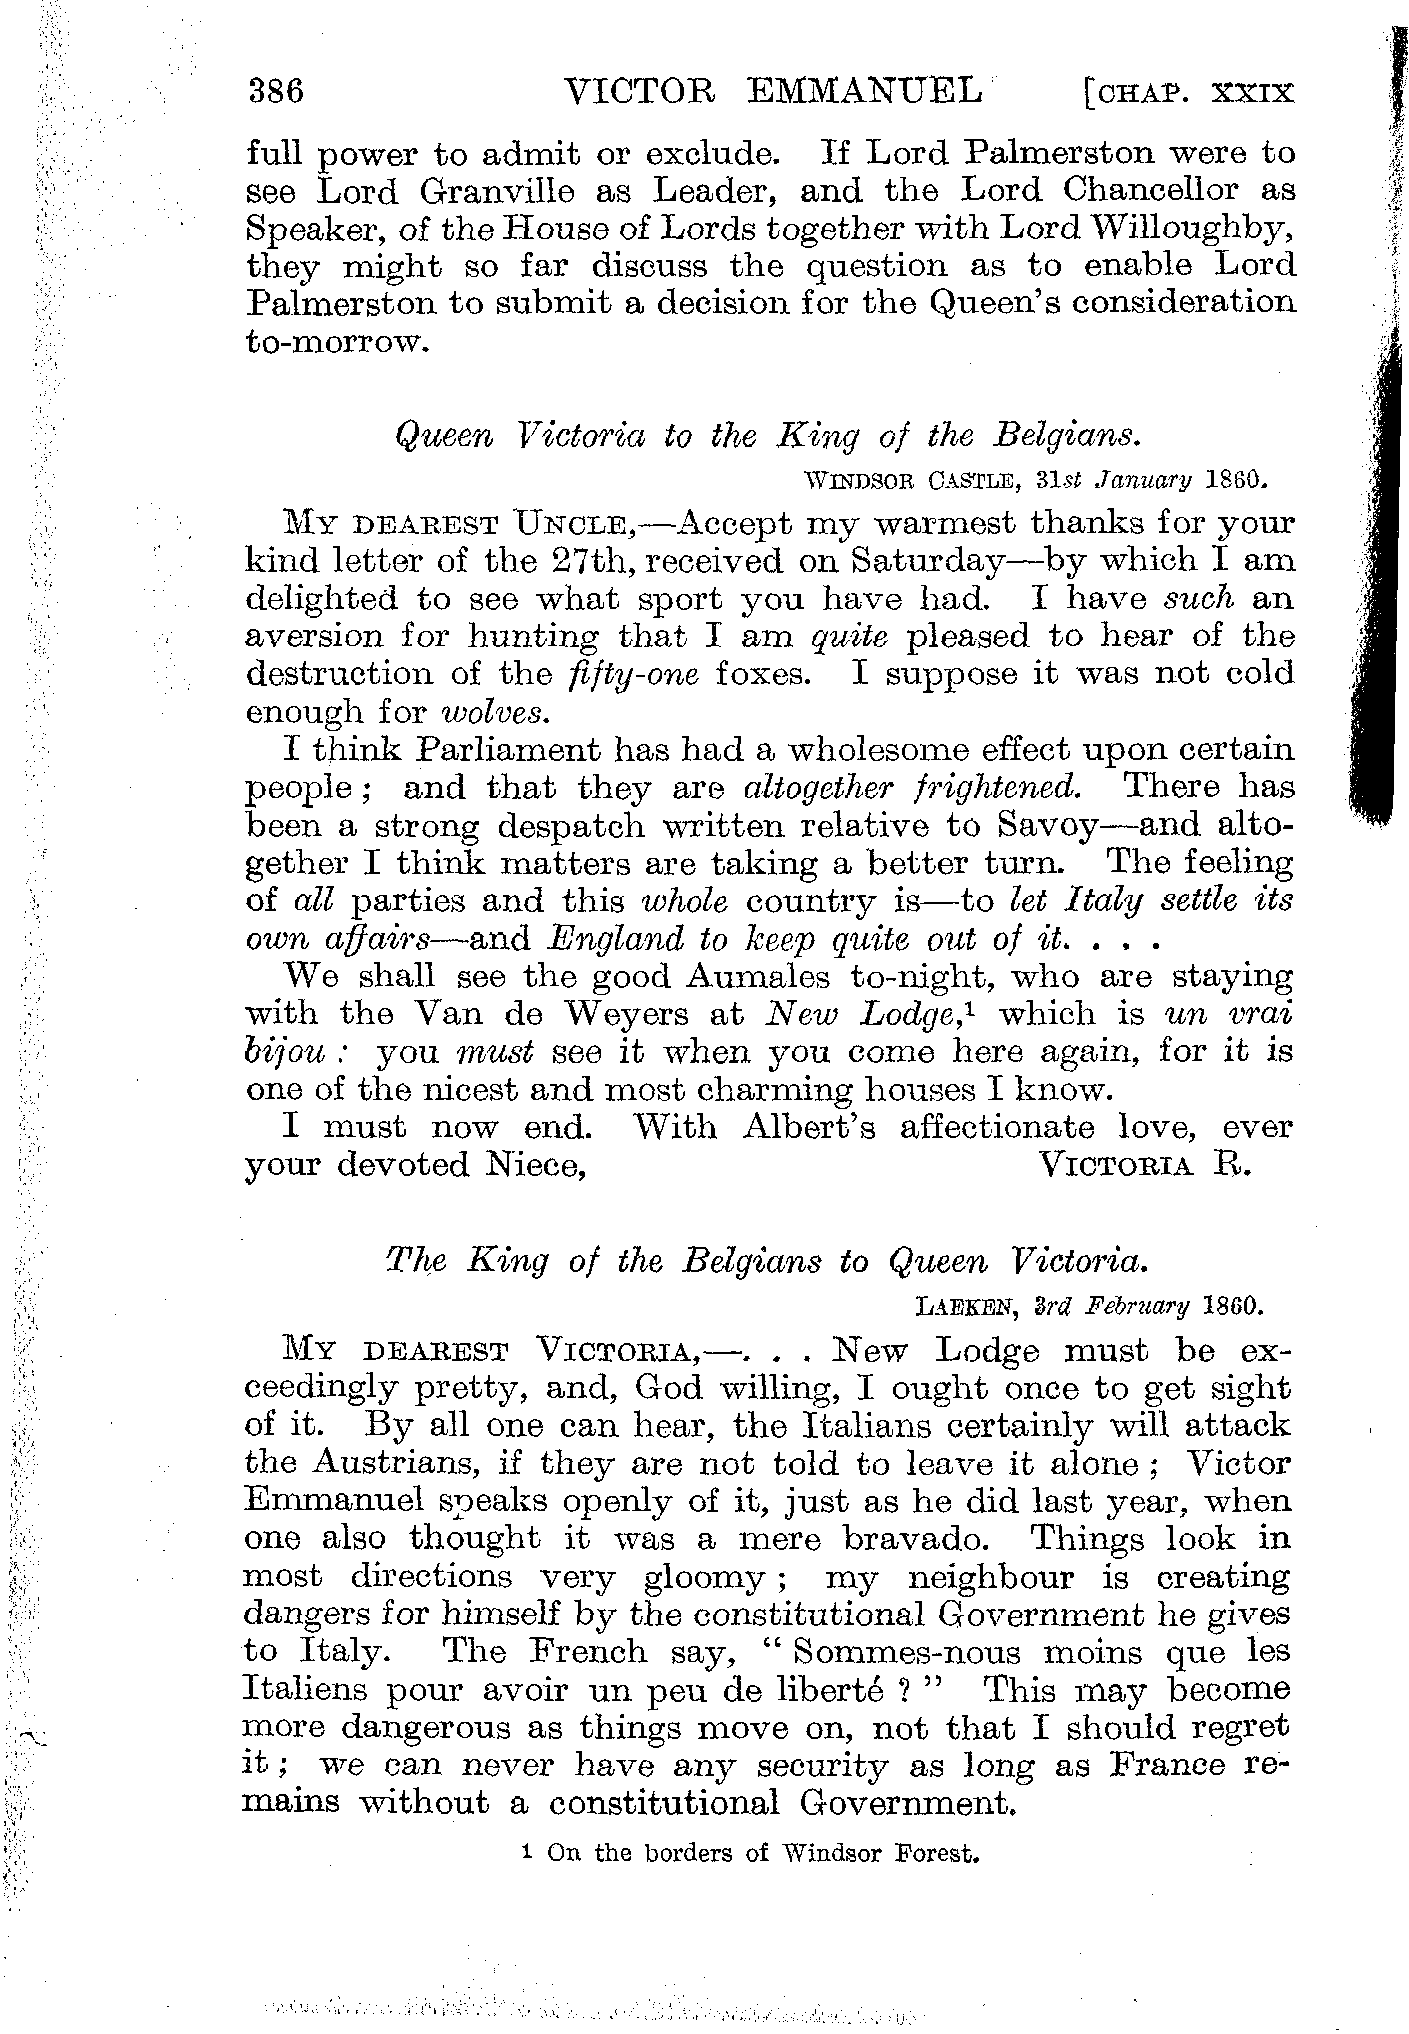 386 VICTOR EMMANUEL [CHAP. XXIX
full power to admit or exclude. If Lord Palmerston were to
see Lord Granville as Leader, and the Lord Chancellor as
Speaker, of the House of Lords together with Lord Willoughby,
they might so far discuss the question as to enable Lord
Palmerston to submit a decision for the Queen's consideration
to-morrow.
Queen Victoria to the King of the Belgians.
WINDSOR CASTLE, 31st January 1860.
MY DEAREST UNCLE,—Accept my warmest thanks for your
kind letter of the 27th, received on Saturday—by which I am
delighted to see what sport you have had. I have such an
aversion for hunting that I am quite pleased to hear of the
destruction of the fifty-one foxes. I suppose it was not cold
enough for wolves.
I think Parliament has had a wholesome effect upon certain
people; and that they are altogether frightened. There has
been a strong despatch written relative to Savoy—and alto-
gether I think matters are taking a better turn. The feeling
of all parties and this whole country is—to let Italy settle its
own affairs—and England to keep quite out of it. . . .
We shall see the good Aumales to-night, who are staying
with the Van de Weyers at New Lodge,¹ which is un vrai
bijou: you must see it when you come here again, for it is
one of the nicest and most charming houses I know.
I must now end. With Albert's affectionate love, ever
your devoted Niece, VICTORIA R.
The King of the Belgians to Queen Victoria.
LAEKEN, 3rd February 1860.
MY DEAREST VICTORIA,—. . . New Lodge must be ex-
ceedingly pretty, and, God willing, I ought once to get sight
of it. By all one can hear, the Italians certainly will attack
the Austrians, if they are not told to leave it alone; Victor
Emmanuel speaks openly of it, just as he did last year, when
one also thought it was a mere bravado. Things look in
most directions very gloomy; my neighbour is creating
dangers for himself by the constitutional Government he gives
to Italy. The French say, "Sommes-nous moins que les
Italiens pour avoir un peu de liberté?" This may become
more dangerous as things move on, not that I should regret
it; we can never have any security as long as France re-
mains without a constitutional Government.
1 On the borders of Windsor Forest.